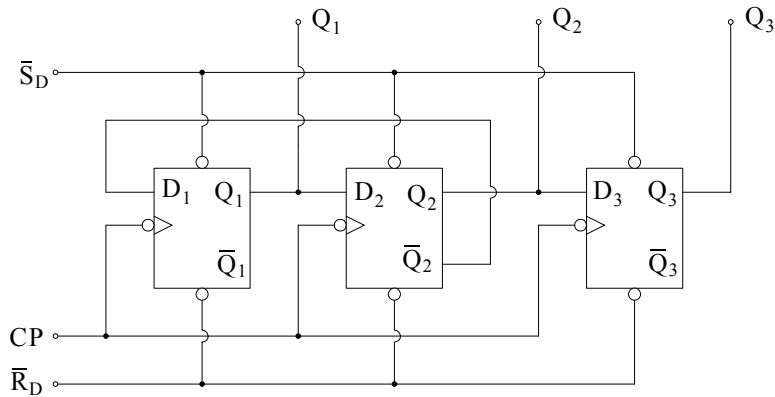 Q₁ Q₂ Q₃
S̅D
D₁ Q₁ D₂ Q₂ D₃ Q₃
Q̅₁ Q̅₂ Q̅₃
CP
R̅D